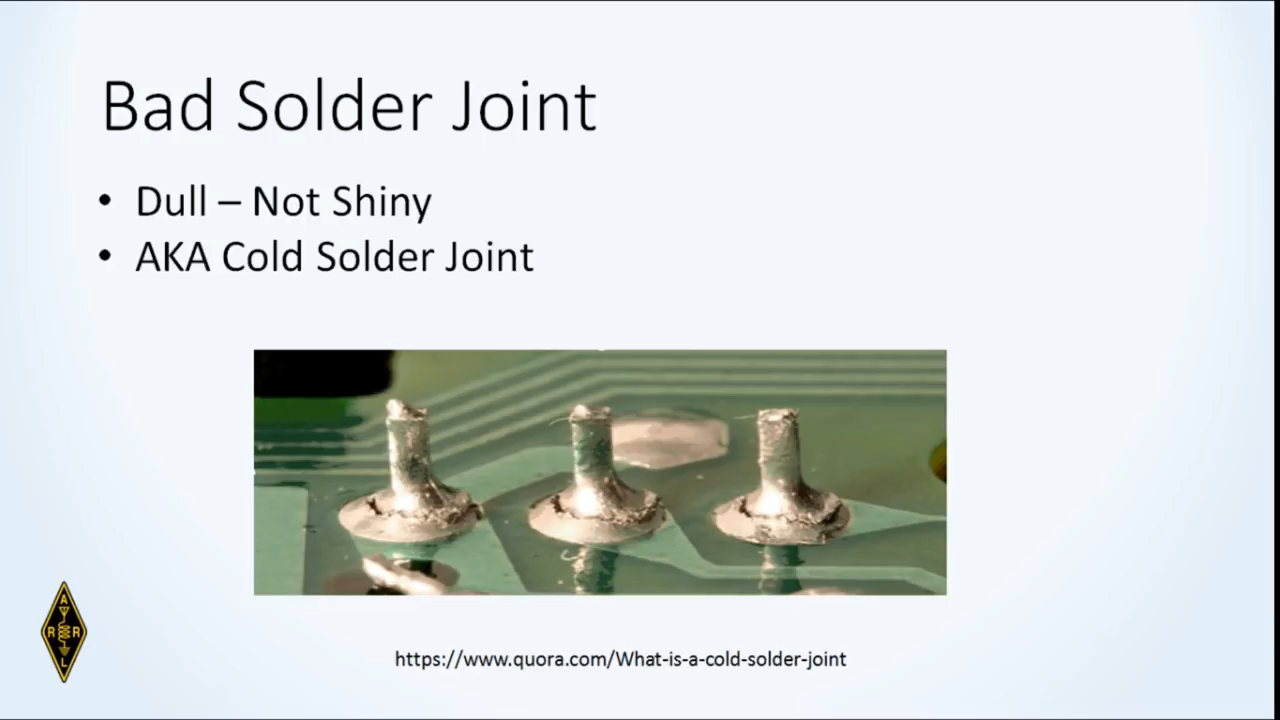 Bad Solder Joint
• Dull – Not Shiny
• AKA Cold Solder Joint
A
R R
L
https://www.quora.com/What-is-a-cold-solder-joint